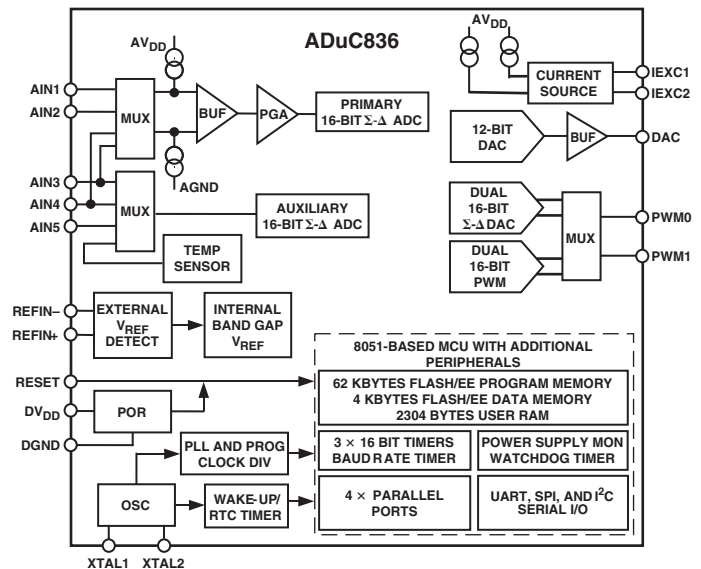 ADuC836
AV_DD
AV_DD
AIN1
AIN2
AIN3
AIN4
AIN5
MUX
BUF
PGA
PRIMARY
16-BIT Σ-Δ ADC
AGND
MUX
AUXILIARY
16-BIT Σ-Δ ADC
TEMP
SENSOR
CURRENT
SOURCE
IEXC1
IEXC2
12-BIT
DAC
BUF
DAC
DUAL
16-BIT
Σ-Δ DAC
DUAL
16-BIT
PWM
MUX
PWM0
PWM1
REFIN–
REFIN+
EXTERNAL
V_REF
DETECT
INTERNAL
BAND GAP
V_REF
RESET
DV_DD
DGND
POR
8051-BASED MCU WITH ADDITIONAL
PERIPHERALS
62 KBYTES FLASH/EE PROGRAM MEMORY
4 KBYTES FLASH/EE DATA MEMORY
2304 BYTES USER RAM
PLL AND PROG
CLOCK DIV
3 × 16 BIT TIMERS
BAUD RATE TIMER
POWER SUPPLY MON
WATCHDOG TIMER
OSC
WAKE-UP/
RTC TIMER
4 × PARALLEL
PORTS
UART, SPI, AND I²C
SERIAL I/O
XTAL1
XTAL2